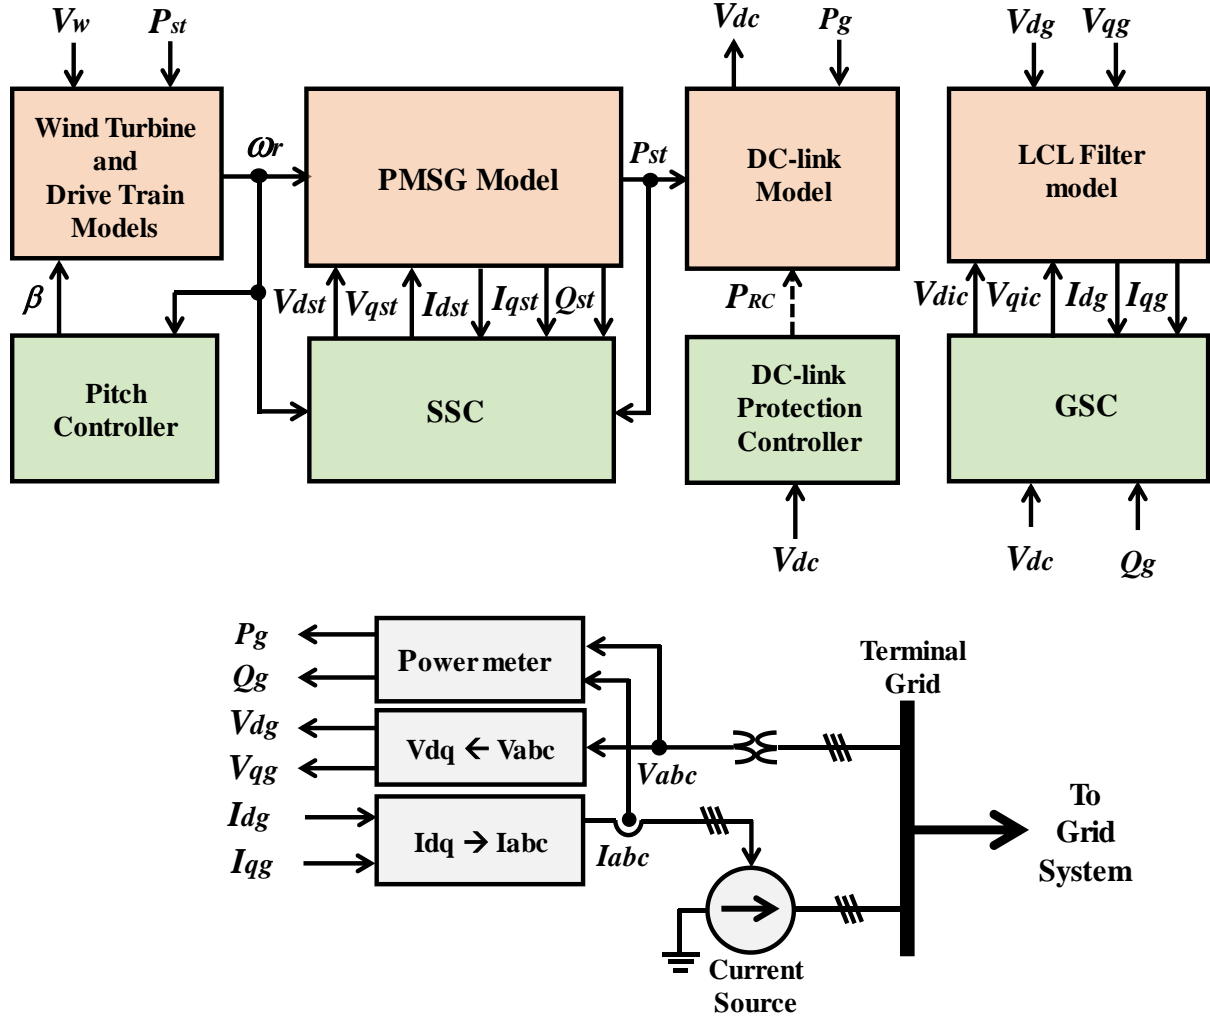 Vw
Pst
Vdc
Pg
Vdg
Vqg
Wind Turbine
and
Drive Train
Models
ωr
PMSG Model
Pst
DC-link
Model
LCL Filter
model
β
Vdst
Vqst
Idst
Iqst
Qst
PRC
Vdic
Vqic
Idg
Iqg
Pitch
Controller
SSC
DC-link
Protection
Controller
GSC
Vdc
Vdc
Qg
Pg
Qg
Power meter
Terminal
Grid
Vdg
Vqg
Vdq ← Vabc
Vabc
Idg
Iqg
Idq → Iabc
Iabc
To
Grid
System
Current
Source